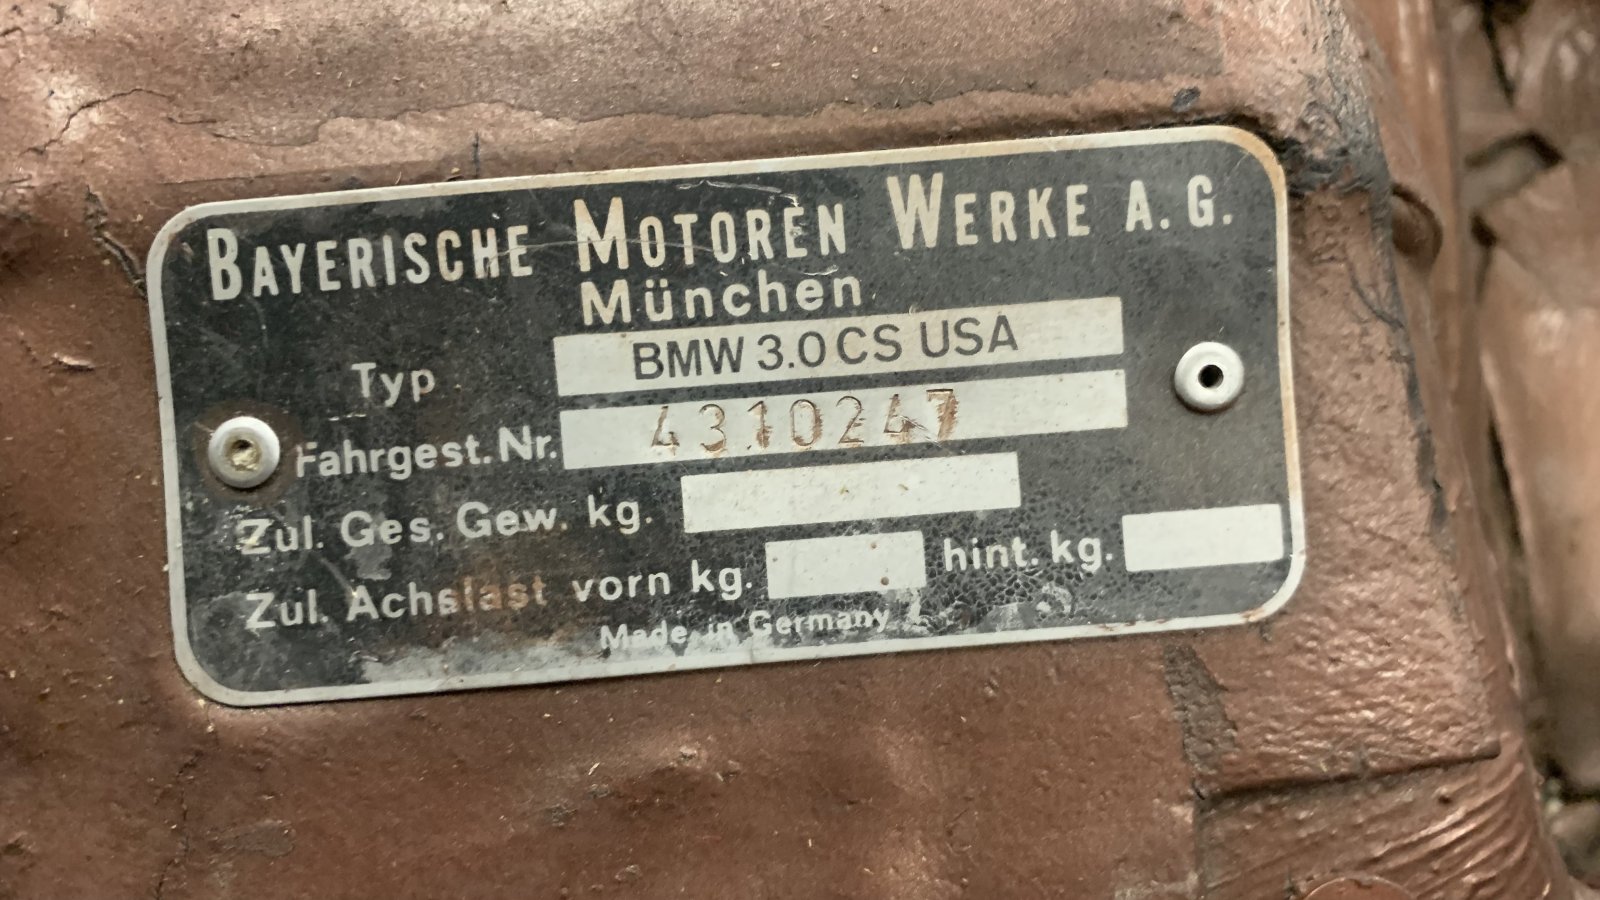 BAYERISCHE MOTOREN WERKE A.G.
München
Typ BMW 3.0 CS USA
Fahrgest. Nr. 4310247
Zul. Ges. Gew. kg.
Zul. Achslast vorn kg. hint. kg.
Made in Germany